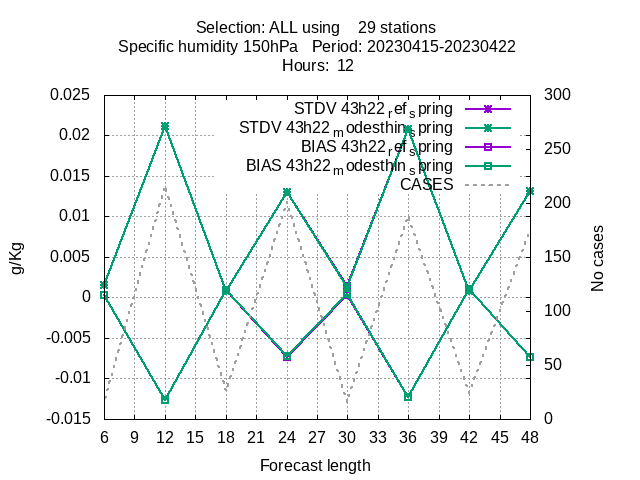 Selection: ALL using    29 stations
Specific humidity 150hPa   Period: 20230415-20230422
Hours:  12
0.025
0.02
0.015
0.01
0.005
0
-0.005
-0.01
-0.015
g/Kg
300
250
200
150
100
50
0
No cases
STDV 43h22_ref_spring
STDV 43h22_modesthin_spring
BIAS 43h22_ref_spring
BIAS 43h22_modesthin_spring
CASES
6 9 12 15 18 21 24 27 30 33 36 39 42 45 48
Forecast length